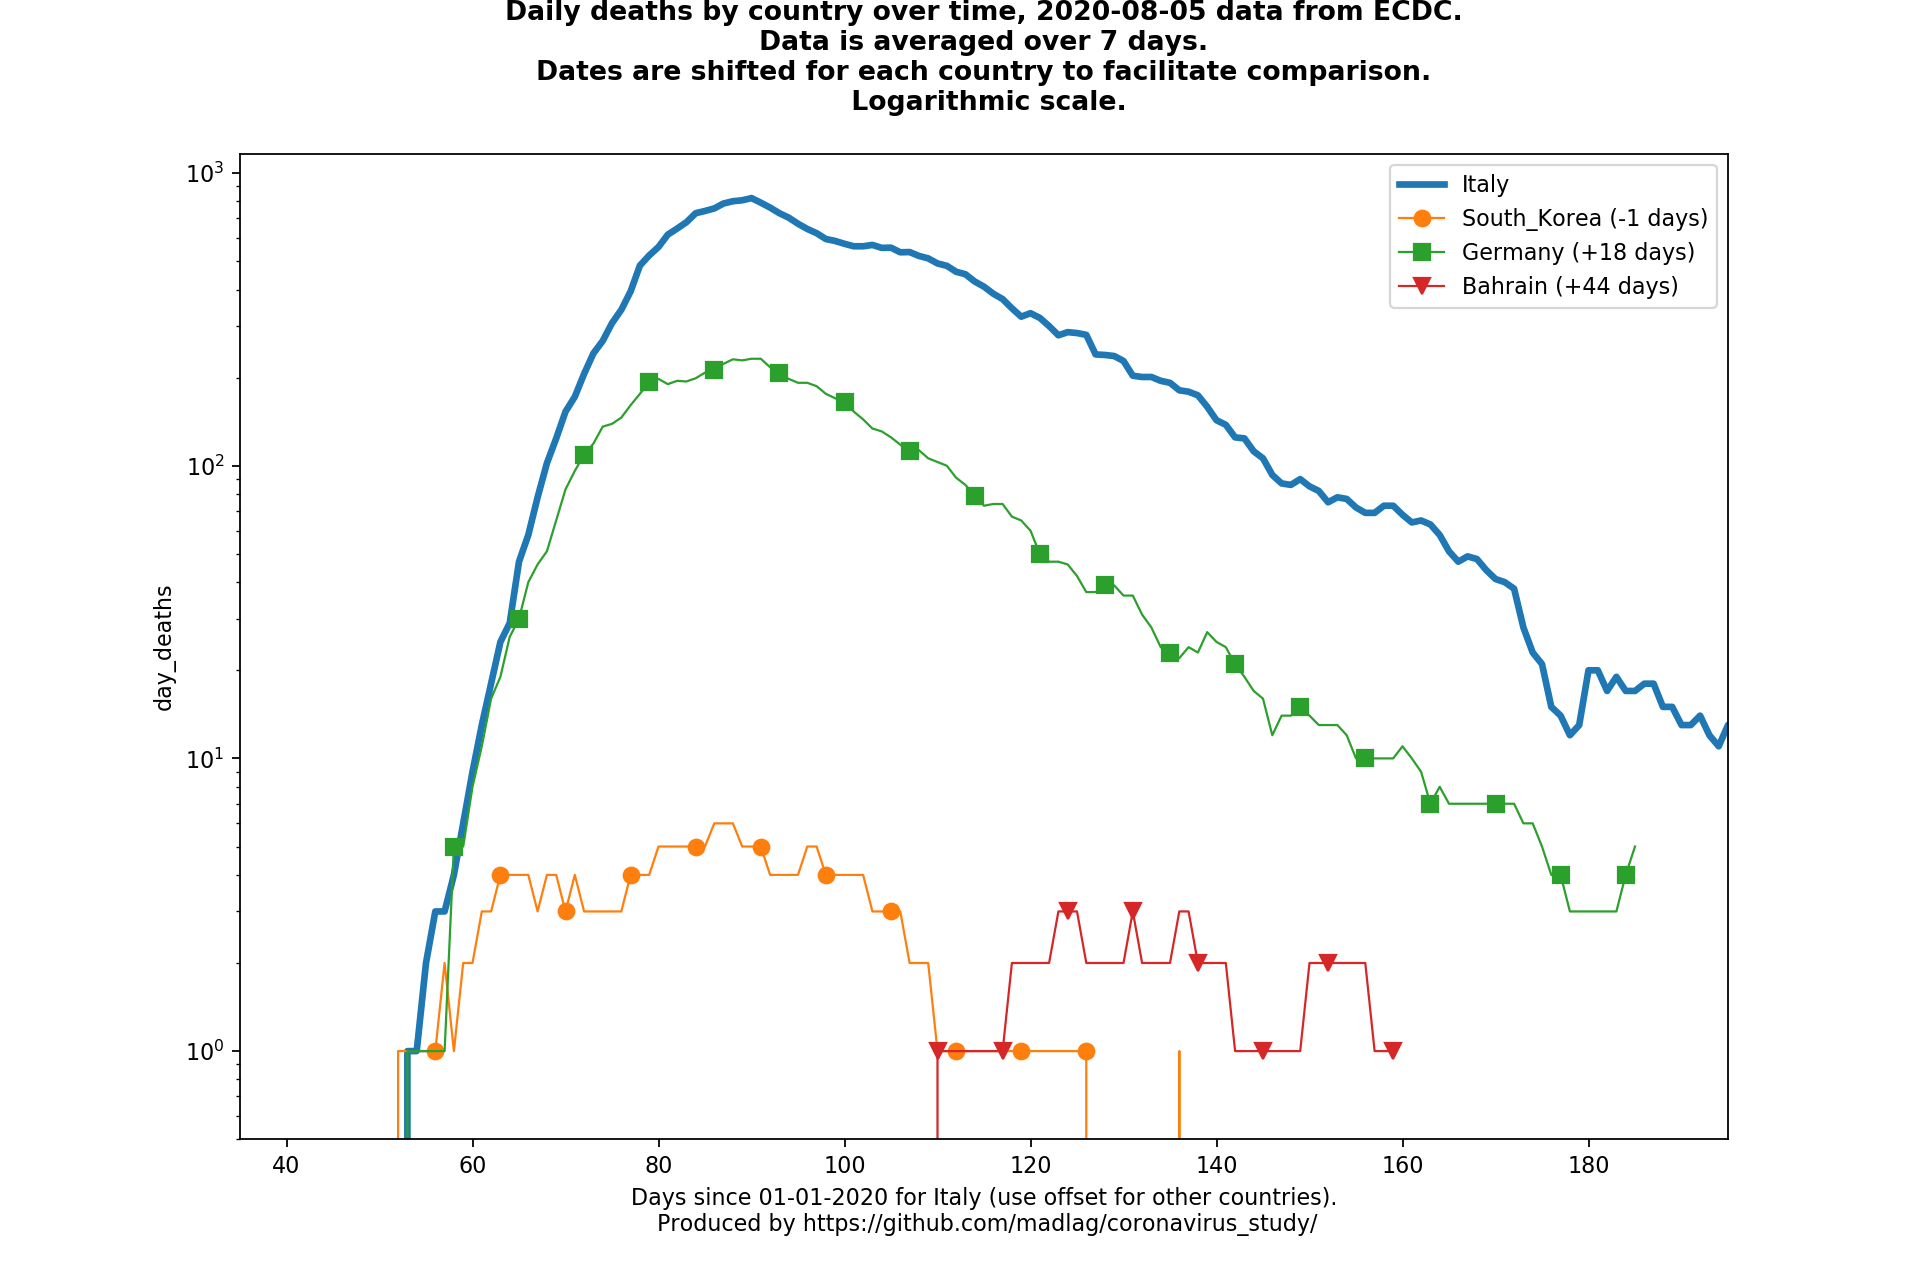 Daily deaths by country over time, 2020-08-05 data from ECDC.
Data is averaged over 7 days.
Dates are shifted for each country to facilitate comparison.
Logarithmic scale.
10³
10²
10¹
10⁰
day_deaths
Italy
South_Korea (-1 days)
Germany (+18 days)
Bahrain (+44 days)
40 60 80 100 120 140 160 180
Days since 01-01-2020 for Italy (use offset for other countries).
Produced by https://github.com/madlag/coronavirus_study/